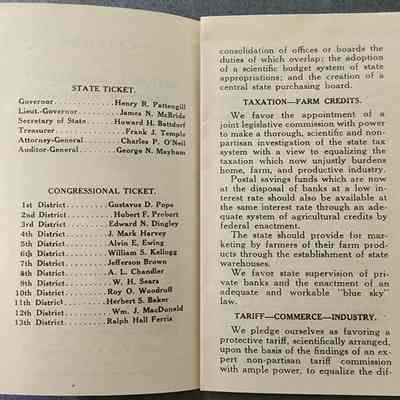 STATE TICKET.
Governor............Henry R. Pattengill
Lieut.-Governor.......James N. McBride
Secretary of State....Howard H. Battdorf
Treasurer..............Frank J. Temple
Attorney-General......Charles P. O'Neil
Auditor-General......George N. Mayham
CONGRESSIONAL TICKET.
1st District.........Gustavus D. Pope
2nd District........Hubert F. Probert
3rd District.......Edward N. Dingley
4th District..........J. Mark Harvey
5th District..........Alvin E. Ewing
6th District.......William S. Kellogg
7th District.........Jefferson Brown
8th District..........A. L. Chandler
9th District............W. H. Sears
10th District.......Roy O. Woodruff
11th District.......Herbert S. Baker
12th District......Wm. J. MacDonald
13th District.......Ralph Hall Ferris
consolidation of offices or boards the
duties of which overlap; the adoption
of a scientific budget system of state
appropriations; and the creation of a
central state purchasing board.
TAXATION—FARM CREDITS.
We favor the appointment of a
joint legislative commission with power
to make a thorough, scientific and non-
partisan investigation of the state tax
system with a view to equalizing the
taxation which now unjustly burdens
home, farm, and productive industry.
Postal savings funds which are now
at the disposal of banks at a low in-
terest rate should also be available at
the same interest rate through an ade-
quate system of agricultural credits by
federal enactment.
The state should provide for mar-
keting by farmers of their farm products
through the establishment of state
warehouses.
We favor state supervision of pri-
vate banks and the enactment of an
adequate and workable "blue sky"
law.
TARIFF—COMMERCE—INDUSTRY.
We pledge ourselves as favoring a
protective tariff, scientifically arranged,
upon the basis of the findings of an ex-
pert non-partisan tariff commission
with ample power, to equalize the dif-